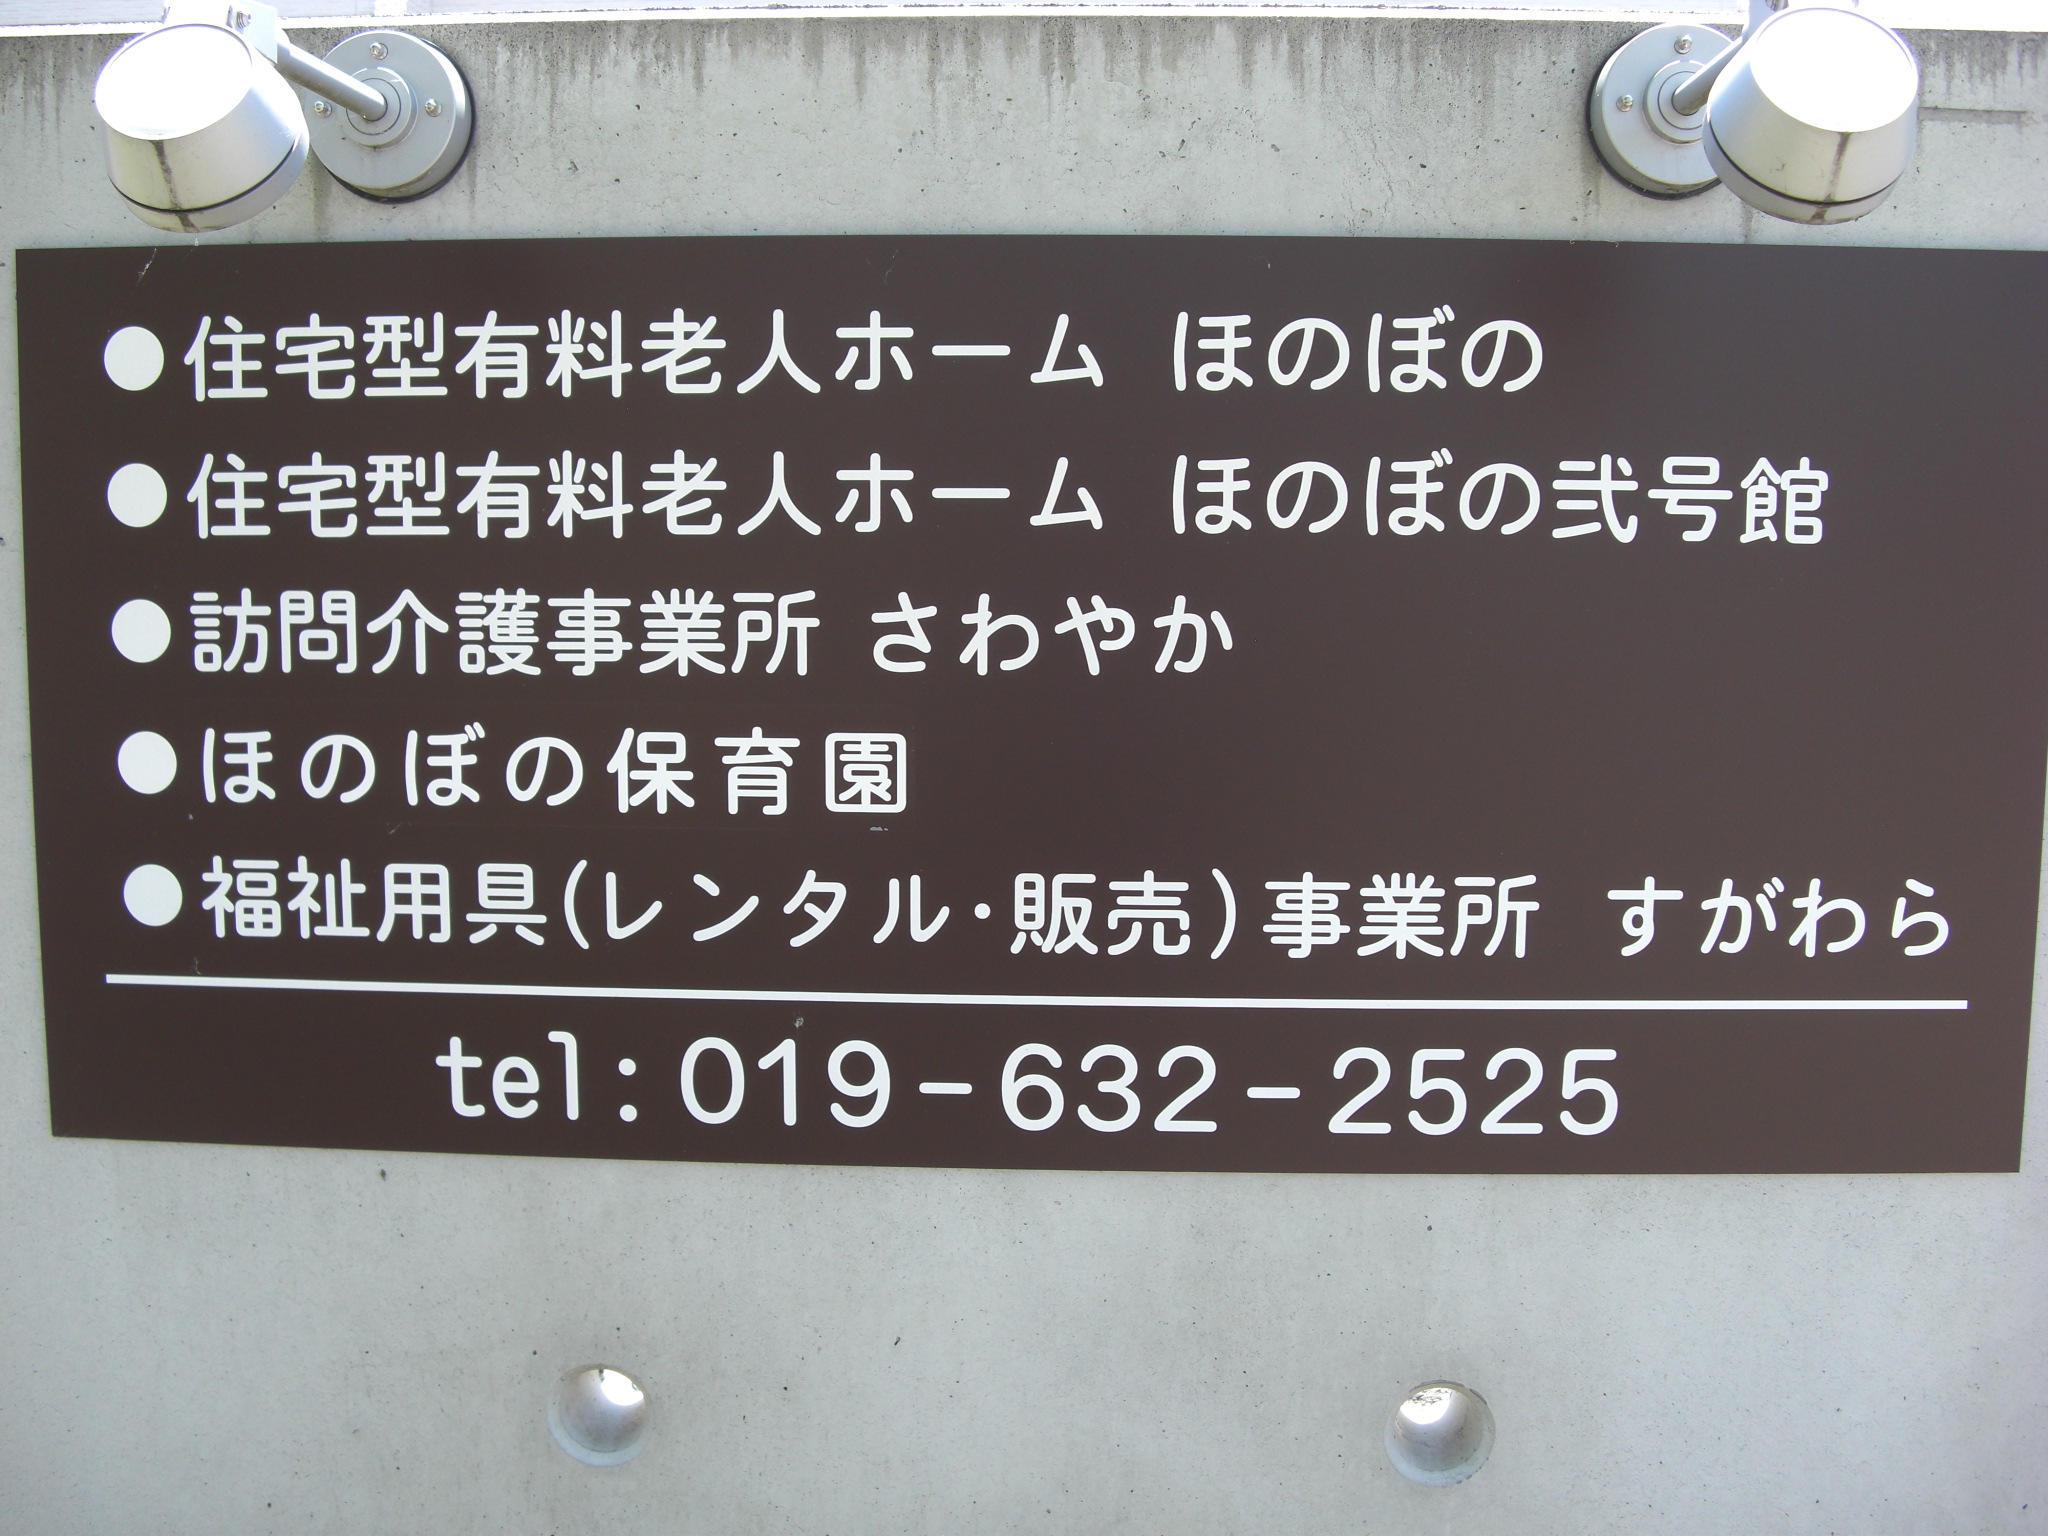 ●住宅型有料老人ホーム ほのぼの
●住宅型有料老人ホーム ほのぼの弐号館
●訪問介護事業所 さわやか
●ほのぼの保育園
●福祉用具(レンタル・販売)事業所 すがわら
tel:019-632-2525